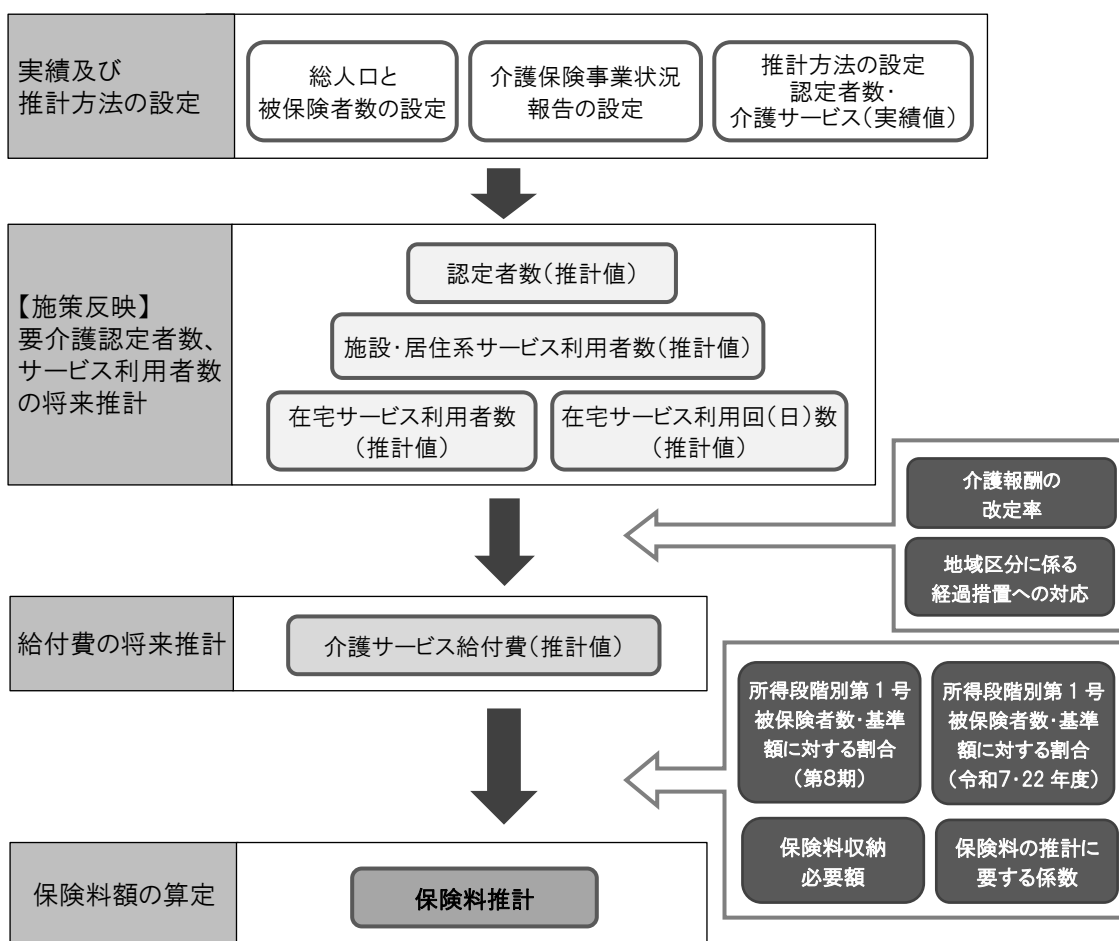 実績及び
推計方法の設定
総人口と
被保険者数の設定
介護保険事業状況
報告の設定
推計方法の設定
認定者数・
介護サービス(実績値)
【施策反映】
要介護認定者数、
サービス利用者数
の将来推計
認定者数(推計値)
施設・居住系サービス利用者数(推計値)
在宅サービス利用者数
(推計値)
在宅サービス利用回(日)数
(推計値)
介護報酬の
改定率
地域区分に係る
経過措置への対応
給付費の将来推計
介護サービス給付費(推計値)
所得段階別第1号
被保険者数・基準
額に対する割合
(第8期)
所得段階別第1号
被保険者数・基準
額に対する割合
(令和7・22年度)
保険料収納
必要額
保険料の推計に
要する係数
保険料額の算定
保険料推計